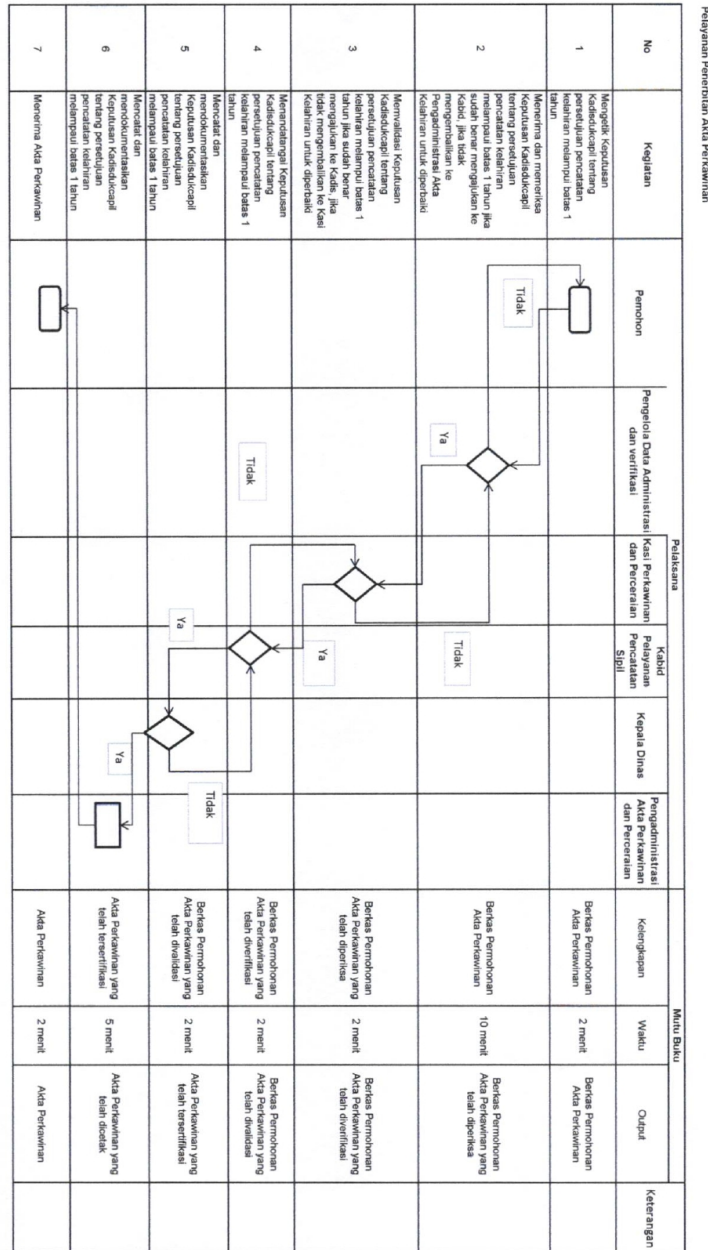 Pelayanan Penerbitan Akta Perkawinan
No
Kegiatan
Pelaksana
Mutu Buku
Keterangan
Pemohon
Pengelola Data Administrasi
dan verifikasi
Kasi Perkawinan
dan Perceraian
Kabid
Pelayanan
Pencatatan
Sipil
Kepala Dinas
Pengadministrasi
Akta Perkawinan
dan Perceraian
Kelengkapan
Waktu
Output
1
Mengetik Keputusan
Kadisdukcapil tentang
persetujuan pencatatan
kelahiran melampui batas 1
tahun
Berkas Permohonan
Akta Perkawinan
2 menit
Berkas Permohonan
Akta Perkawinan
Tidak
2
Menerima dan memeriksa
Keputusan Kadisdukcapil
tentang persetujuan
pencatatan kelahiran
melampaui batas 1 tahun jika
sudah benar mengajukan ke
Kabid, jika tidak
mengembalikan ke
Pengadministrasi Akta
Kelahiran untuk diperbaiki
Ya
Tidak
Berkas Permohonan
Akta Perkawinan
10 menit
Berkas Permohonan
Akta Perkawinan yang
telah diperiksa
3
Memvalidasi Keputusan
Kadisdukcapil tentang
persetujuan pencatatan
kelahiran melampui batas 1
tahun jika sudah benar
mengajukan ke Kadis, jika
tidak mengembalikan ke Kasi
Kelahiran untuk diperbaiki
Ya
Berkas Permohonan
Akta Perkawinan yang
telah diperiksa
2 menit
Berkas Permohonan
Akta Perkawinan yang
telah diverifikasi
4
Menandatangai Keputusan
Kadisdukcapil tentang
persetujuan pencatatan
kelahiran melampaui batas 1
tahun
Tidak
Berkas Permohonan
Akta Perkawinan yang
telah diverifikasi
2 menit
Berkas Permohonan
Akta Perkawinan yang
telah divalidasi
5
Mencatat dan
mendokumentasikan
Keputusan Kadisdukcapil
tentang persetujuan
pencatatan kelahiran
melampaui batas 1 tahun
Ya
Tidak
Berkas Permohonan
Akta Perkawinan yang
telah divalidasi
2 menit
Akta Perkawinan yang
telah tersertifikasi
6
Mencatat dan
mendokumentasikan
Keputusan Kadisdukcapil
tentang persetujuan
pencatatan kelahiran
melampaui batas 1 tahun
Ya
Akta Perkawinan yang
telah tersertifikasi
5 menit
Akta Perkawinan yang
telah dicetak
7
Menerima Akta Perkawinan
Akta Perkawinan
2 menit
Akta Perkawinan